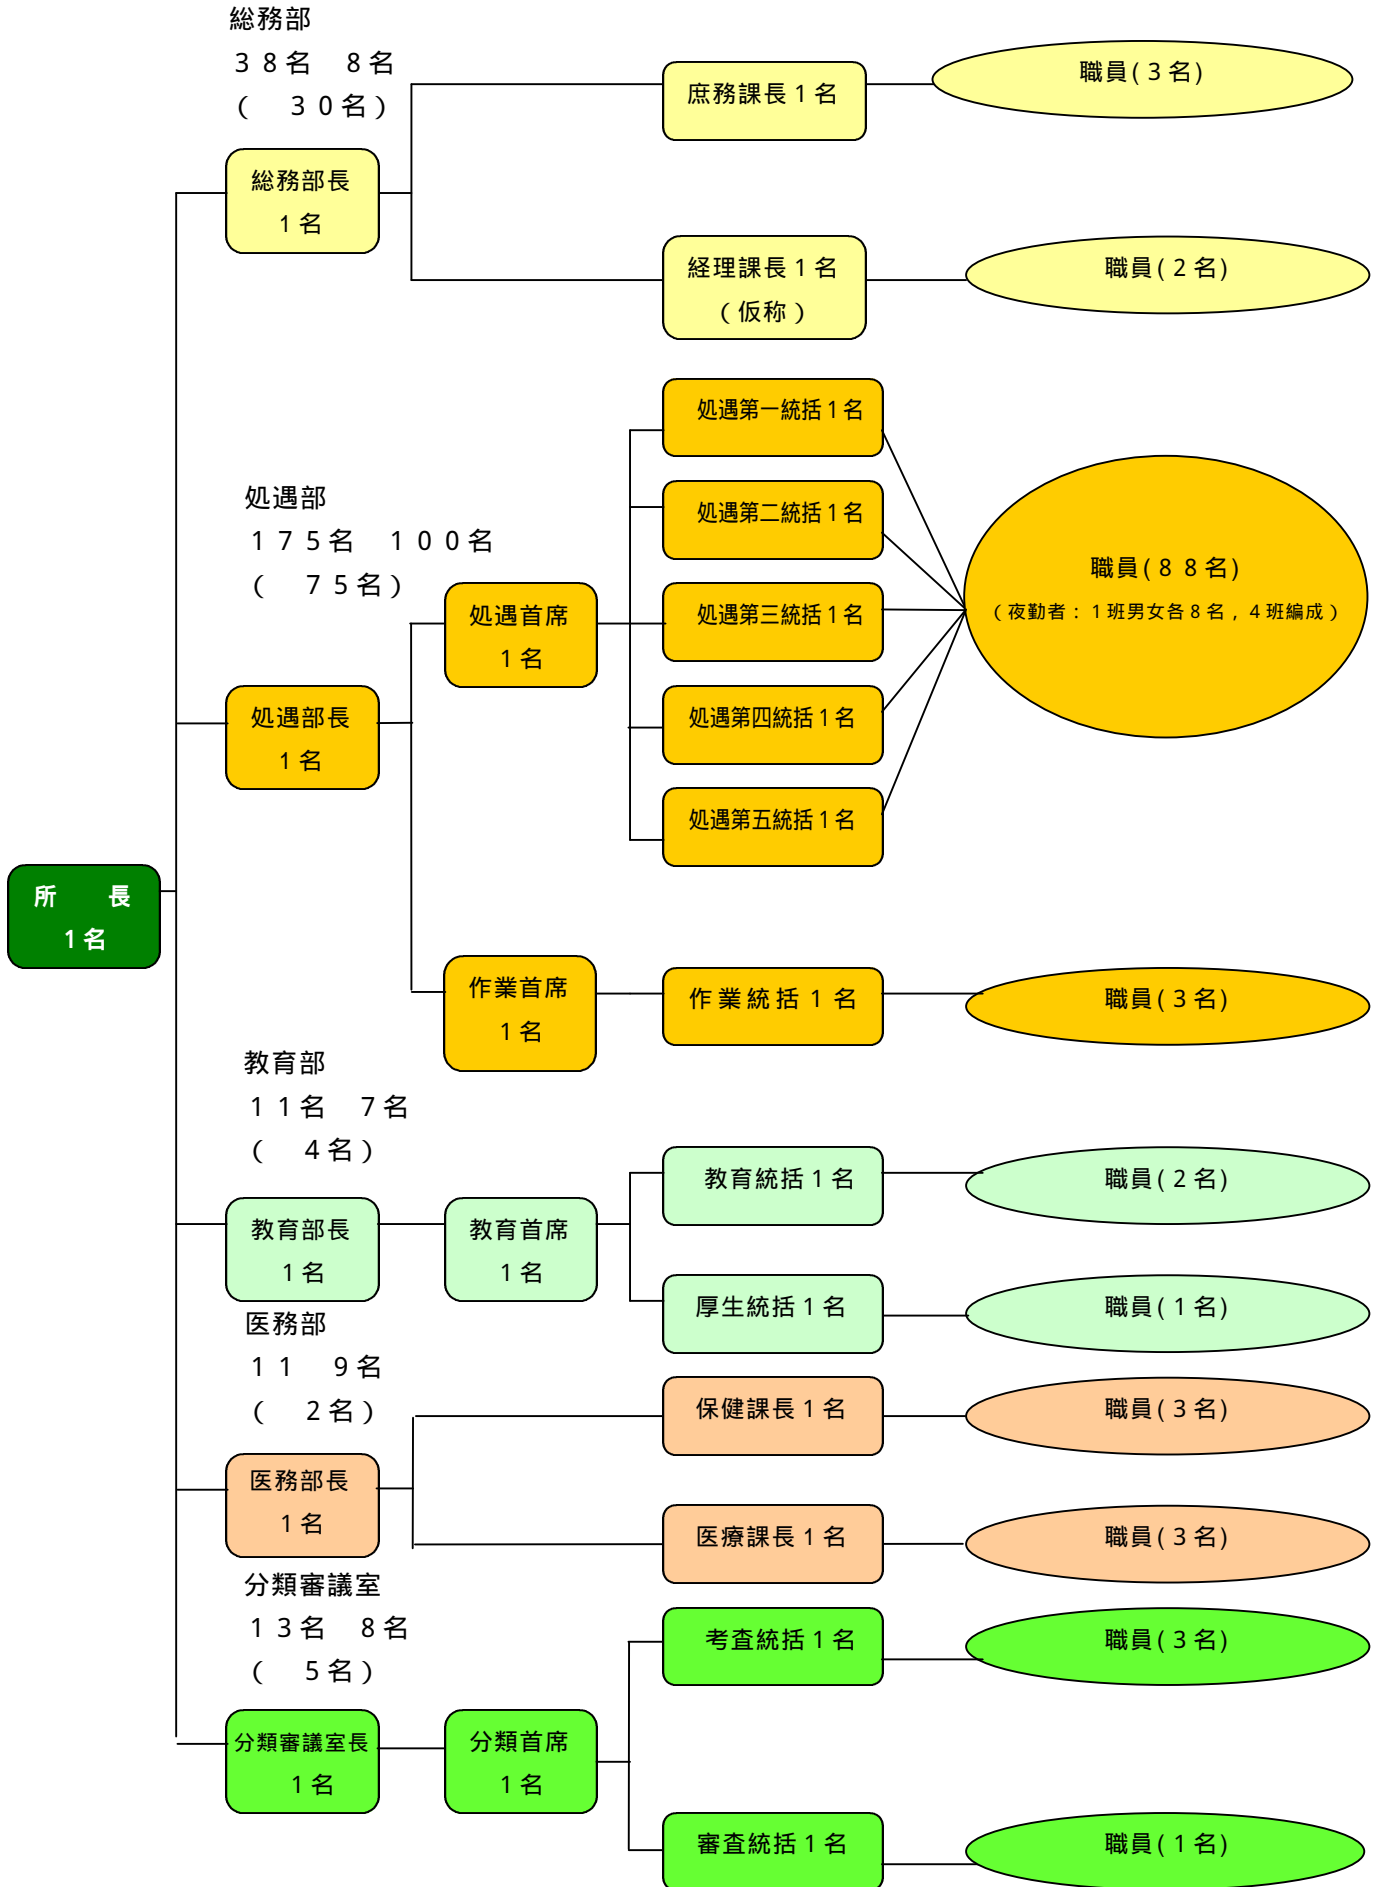 総務部
３８名　８名
（　３０名）
庶務課長１名
職員(３名)
総務部長
１名
経理課長１名
（仮称）
職員(２名)
処遇部
１７５名　１００名
（　７５名）
処遇第一統括１名
処遇第二統括１名
処遇第三統括１名
処遇第四統括１名
処遇第五統括１名
職員(８８名)
（夜勤者：１班男女各８名，４班編成）
処遇首席
１名
処遇部長
１名
所　長
１名
作業首席
１名
作業統括１名
職員(３名)
教育部
１１名　７名
（　４名）
教育部長
１名
教育首席
１名
教育統括１名
職員(２名)
厚生統括１名
職員(１名)
医務部
１１　９名
（　２名）
医務部長
１名
保健課長１名
職員(３名)
医療課長１名
職員(３名)
分類審議室
１３名　８名
（　５名）
分類審議室長
１名
分類首席
１名
考査統括１名
職員(３名)
審査統括１名
職員(１名)